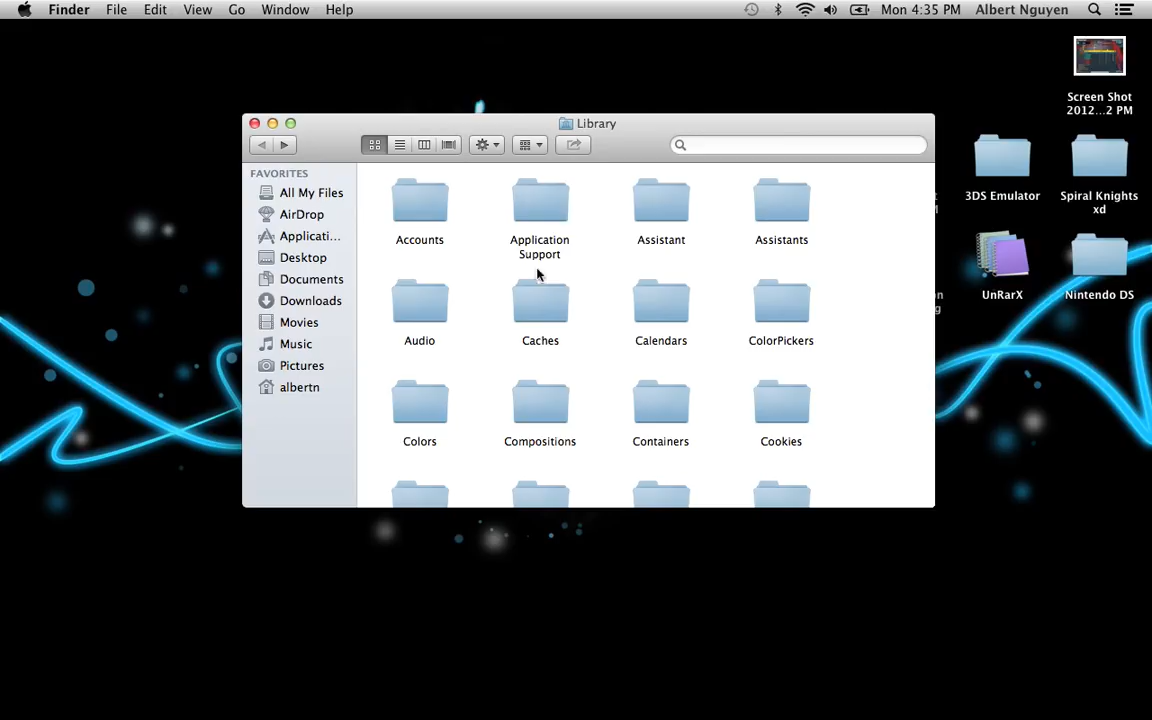 Finder File Edit View Go Window Help Mon 4:35 PM Albert Nguyen
Screen Shot
2012...2 PM
Library
FAVORITES
All My Files
AirDrop
Applicati...
Desktop
Documents
Downloads
Movies
Music
Pictures
albertn
Accounts
Application
Support
Assistant
Assistants
Audio
Caches
Calendars
ColorPickers
Colors
Compositions
Containers
Cookies
3DS Emulator
Spiral Knights
xd
UnRarX
Nintendo DS